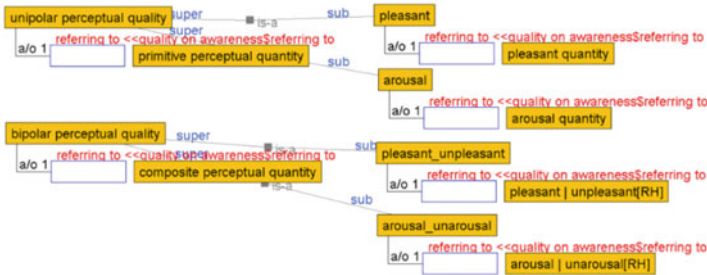 unipolar perceptual quality super is-a sub pleasant
super
a/o 1 referring to <<quality on awareness$referring to
primitive perceptual quantity
a/o 1 referring to <<quality on awareness$referring to
pleasant quantity
sub arousal
a/o 1 referring to <<quality on awareness$referring to
arousal quantity
bipolar perceptual quality super is-a sub pleasant_unpleasant
super
a/o 1 referring to <<quality on awareness$referring to
composite perceptual quantity
is-a
a/o 1 referring to <<quality on awareness$referring to
pleasant | unpleasant[RH]
sub arousal_unarousal
a/o 1 referring to <<quality on awareness$referring to
arousal | unarousal[RH]